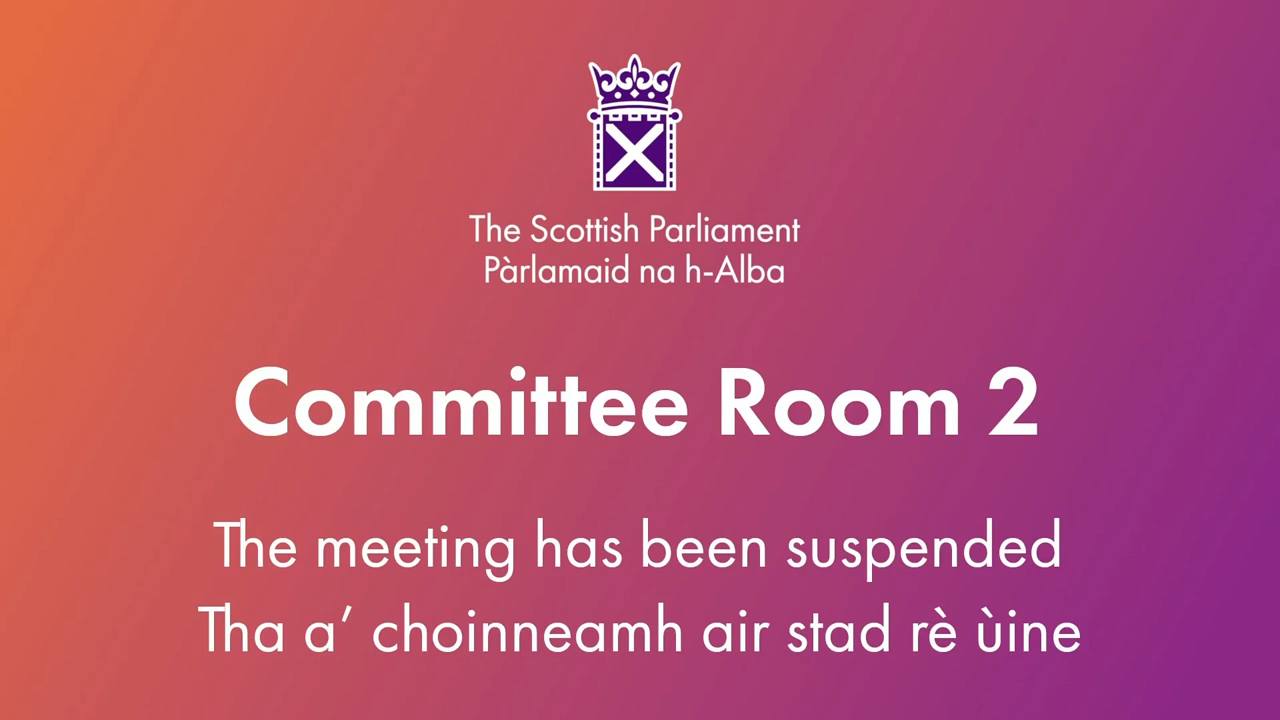 The Scottish Parliament
Pàrlamaid na h-Alba
Committee Room 2
The meeting has been suspended
Tha a’ choinneamh air stad rè ùine